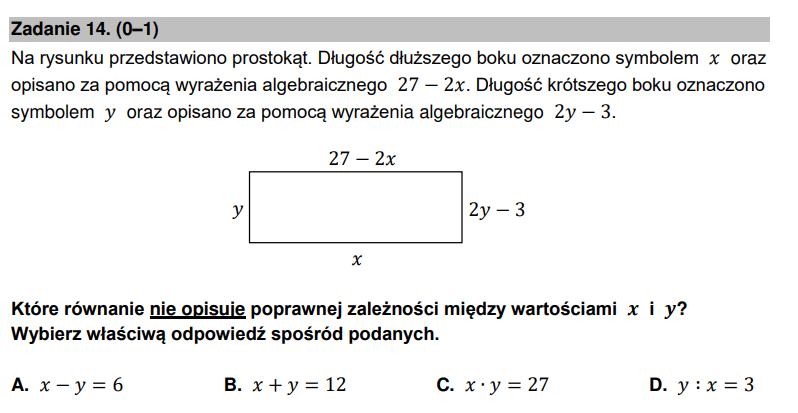 Zadanie 14. (0–1)
Na rysunku przedstawiono prostokąt. Długość dłuższego boku oznaczono symbolem x oraz
opisano za pomocą wyrażenia algebraicznego 27 − 2x. Długość krótszego boku oznaczono
symbolem y oraz opisano za pomocą wyrażenia algebraicznego 2y − 3.
27 − 2x
y
2y − 3
x
Które równanie nie opisuje poprawnej zależności między wartościami x i y?
Wybierz właściwą odpowiedź spośród podanych.
A. x − y = 6 B. x + y = 12 C. x · y = 27 D. y : x = 3